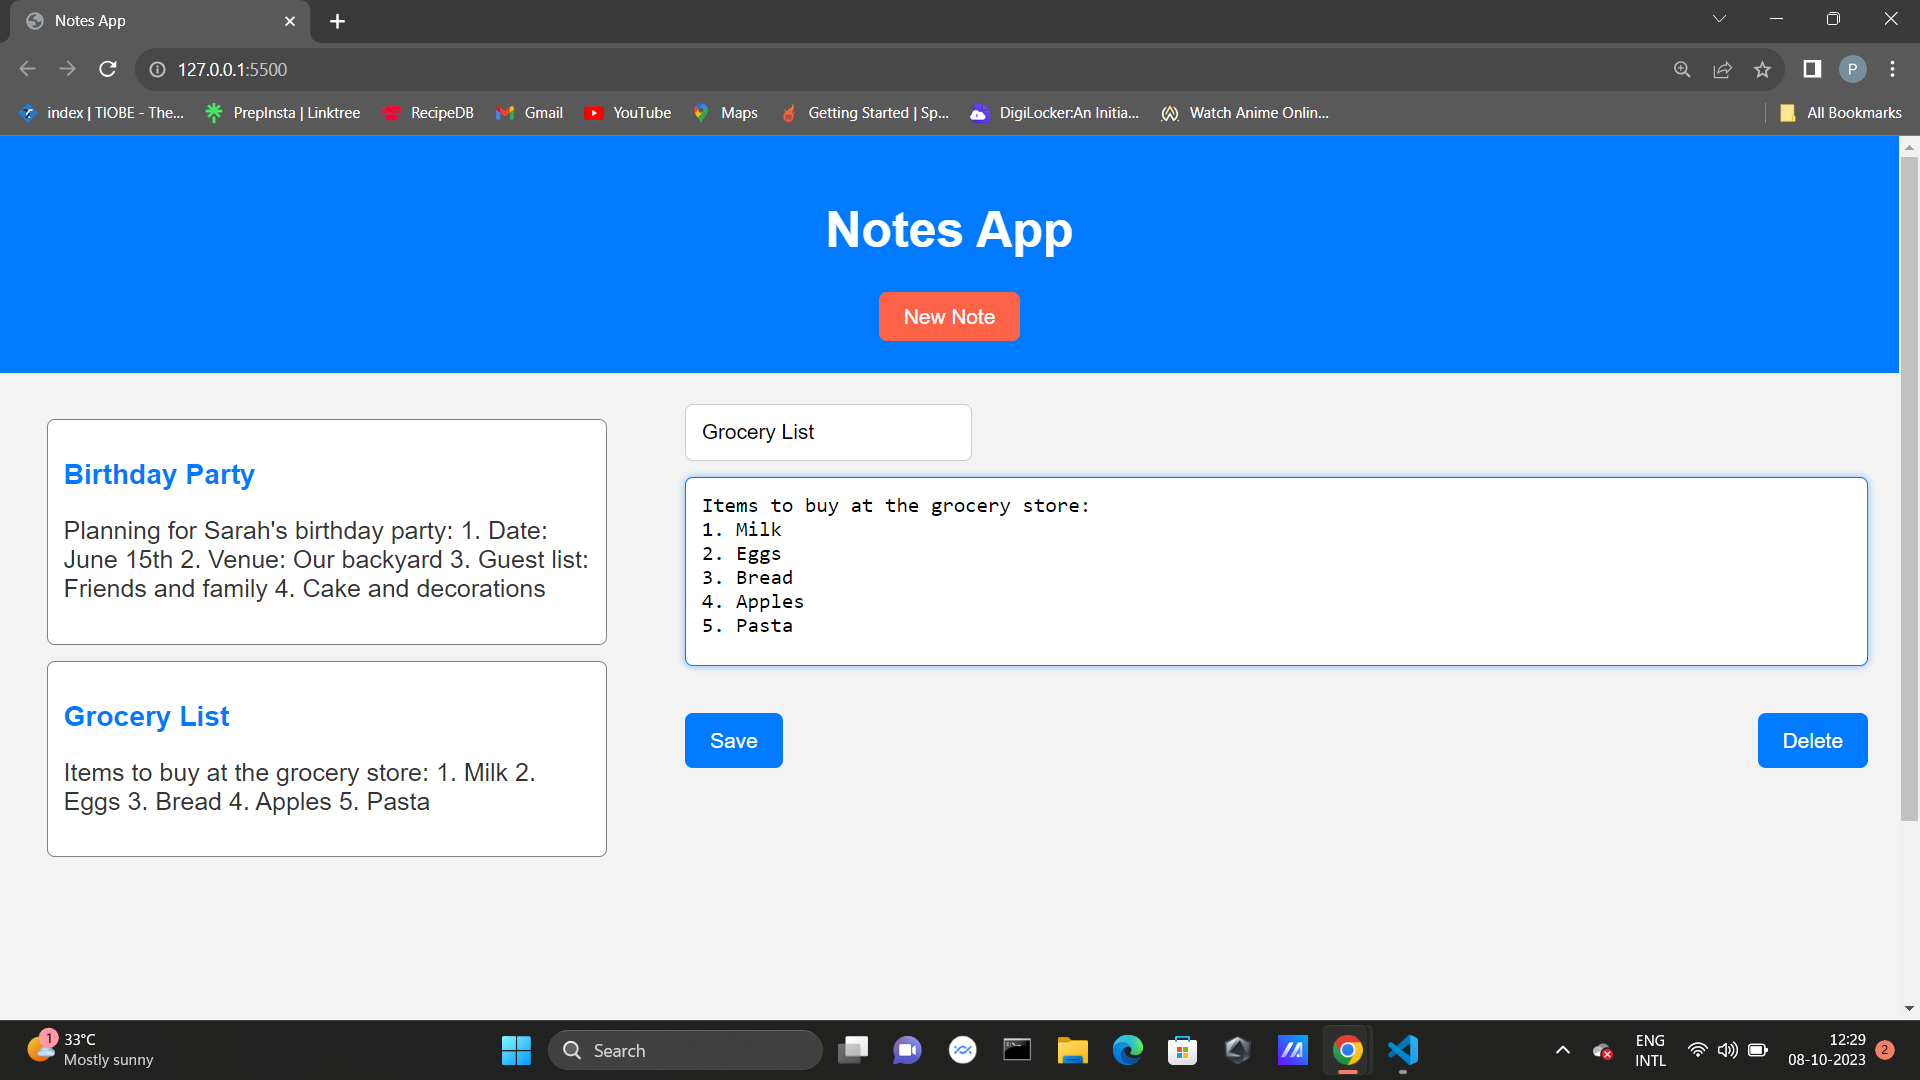 Notes App
127.0.0.1:5500
P
index | TIOBE - The...
PrepInsta | Linktree
RecipeDB
Gmail
YouTube
Maps
Getting Started | Sp...
DigiLocker:An Initia...
Watch Anime Onlin...
All Bookmarks
Notes App
New Note
Birthday Party
Planning for Sarah's birthday party: 1. Date:
June 15th 2. Venue: Our backyard 3. Guest list:
Friends and family 4. Cake and decorations
Grocery List
Items to buy at the grocery store: 1. Milk 2.
Eggs 3. Bread 4. Apples 5. Pasta
Grocery List
Items to buy at the grocery store:
1. Milk
2. Eggs
3. Bread
4. Apples
5. Pasta
Save
Delete
1
33°C
Mostly sunny
Search
ENG
INTL
12:29
08-10-2023
2